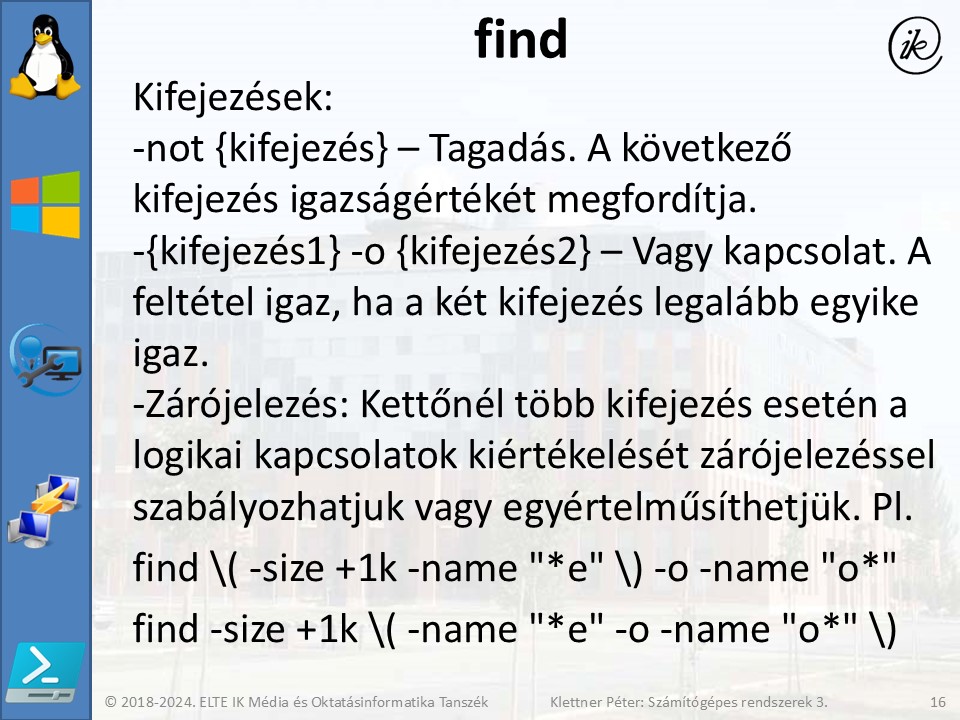 find
ik
Kifejezések:
-not {kifejezés} – Tagadás. A következő
kifejezés igazságértékét megfordítja.
-{kifejezés1} -o {kifejezés2} – Vagy kapcsolat. A
feltétel igaz, ha a két kifejezés legalább egyike
igaz.
-Zárójelezés: Kettőnél több kifejezés esetén a
logikai kapcsolatok kiértékelését zárójelezéssel
szabályozhatjuk vagy egyértelműsíthetjük. Pl.
find \( -size +1k -name "*e" \) -o -name "o*"
find -size +1k \( -name "*e" -o -name "o*" \)
© 2018-2024. ELTE IK Média és Oktatásinformatika Tanszék Klettner Péter: Számítógépes rendszerek 3. 16